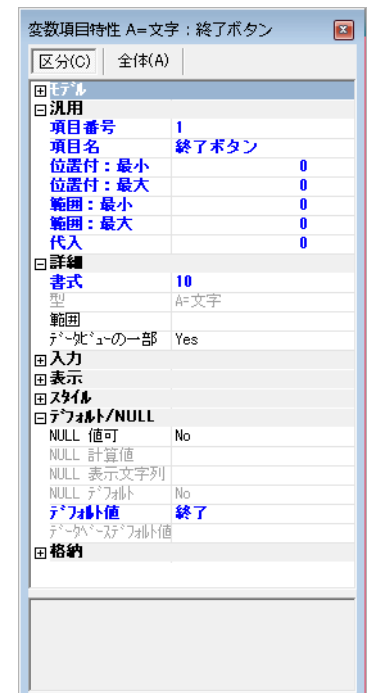 変数項目特性 A=文字：終了ボタン
区分(C) 全体(A)
ﾓﾃﾞﾙ
汎用
項目番号 1
項目名 終了ボタン
位置付：最小 0
位置付：最大 0
範囲：最小 0
範囲：最大 0
代入 0
詳細
書式 10
型 A=文字
範囲
ﾃﾞｰﾀﾋﾞｭｰの一部 Yes
入力
表示
ｽﾀｲﾙ
ﾃﾞﾌｫﾙﾄ/NULL
NULL 値可 No
NULL 計算値
NULL 表示文字列
NULL ﾃﾞﾌｫﾙﾄ No
ﾃﾞﾌｫﾙﾄ値 終了
ﾃﾞｰﾀﾍﾞｰｽﾃﾞﾌｫﾙﾄ値
格納